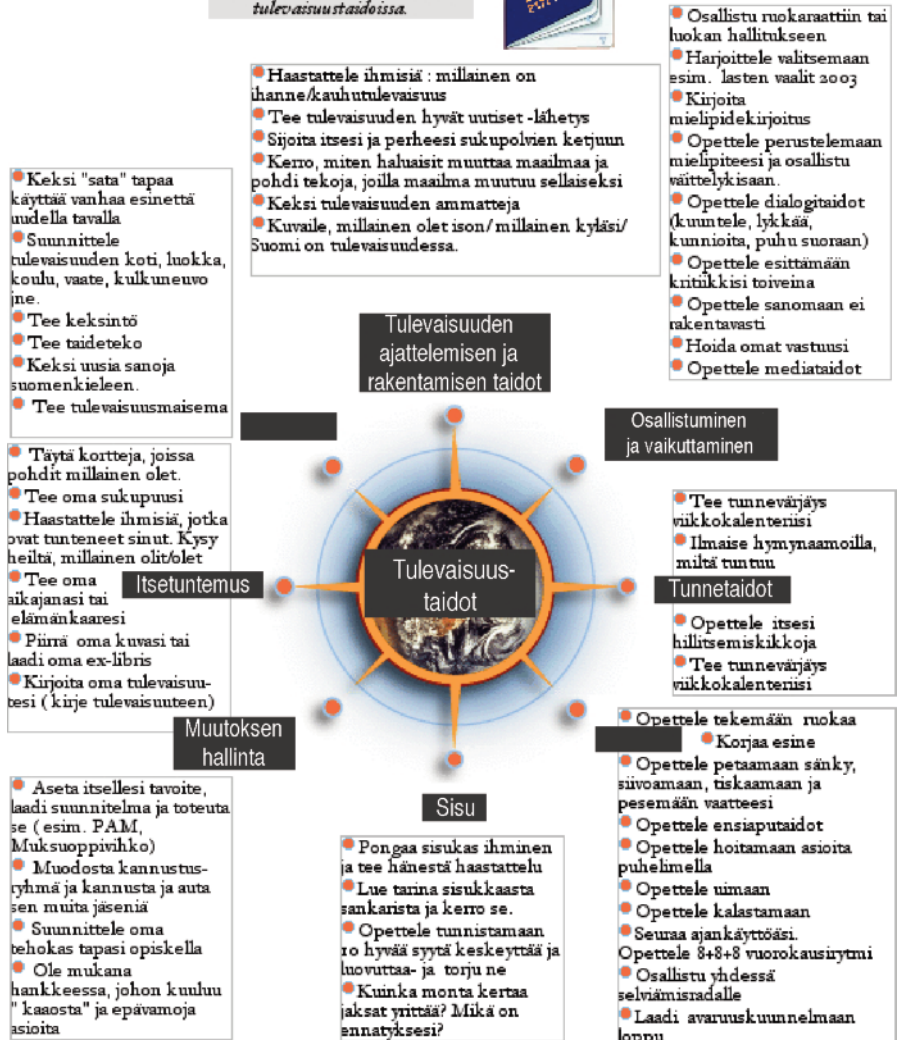 tulevaisuustaidoissa.
Haastattele ihmisiä : millainen on
ihanne/kauhutulevaisuus
Tee tulevaisuuden hyvät uutiset -lähetys
Sijoita itsesi ja perheesi sukupolvien ketjuun
Kerro, miten haluaisit muuttaa maailmaa ja
pohdi tekoja, joilla maailma muutuu sellaiseksi
Keksi tulevaisuuden ammatteja
Kuvaile, millainen olet ison/ millainen kyläsi/
Suomi on tulevaisuudessa.
Osallistu ruokaraattiin tai
luokan hallitukseen
Harjoittele valitsemaan
esim. lasten vaalit 2003
Kirjoita
mielipidekirjoitus
Opettele perustelemaan
mielipiteesi ja osallistu
väittelykisaan.
Opettele dialogitaidot
(kuuntele, lykkää,
kunnioita, puhu suoraan)
Opettele esittämään
kritiikkisi toiveina
Opettele sanomaan ei
rakentavasti
Hoida omat vastuusi
Opettele mediataidot
Keksi "sata" tapaa
käyttää vanhaa esinettä
uudella tavalla
Suunnittele
tulevaisuuden koti, luokka,
koulu, vaate, kulkuneuvo
jne.
Tee keksintö
Tee taideteko
Keksi uusia sanoja
suomenkieleen.
Tee tulevaisuusmaisema
Tulevaisuuden
ajattelemisen ja
rakentamisen taidot
Osallistuminen
ja vaikuttaminen
Täytä kortteja, joissa
pohdit millainen olet.
Tee oma sukupuusi
Haastattele ihmisiä, jotka
ovat tunteneet sinut. Kysy
heiltä, millainen olit/olet
Tee oma
aikajanasi tai
elämänkaaresi
Piirrä oma kuvasi tai
laadi oma ex-libris
Kirjoita oma tulevaisuu-
tesi ( kirje tulevaisuuteen)
Itsetuntemus
Tulevaisuus-
taidot
Tee tunnevärjäys
viikkokalenteriisi
Ilmaise hymynaamoilla,
miltä tuntuu
Tunnetaidot
Opettele itsesi
hillitsemiskikkoja
Tee tunnevärjäys
viikkokalenteriisi
Muutoksen
hallinta
Aseta itsellesi tavoite,
laadi suunnitelma ja toteuta
se ( esim. PAM,
Muksuoppivihko)
Muodosta kannustus-
ryhmä ja kannusta ja auta
sen muita jäseniä
Suunnittele oma
tehokas tapasi opiskella
Ole mukana
hankkeessa, johon kuuluu
" kaaosta" ja epävamoja
asioita
Sisu
Pongaa sisukas ihminen
ja tee hänestä haastattelu
Lue tarina sisukkaasta
sankarista ja kerro se.
Opettele tunnistamaan
10 hyvää syytä keskeyttää ja
luovuttaa- ja torju ne
Kuinka monta kertaa
jaksat yrittää? Mikä on
ennatyksesi?
Opettele tekemään ruokaa
Korjaa esine
Opettele petaamaan sänky,
siivoamaan, tiskaamaan ja
pesemään vaatteesi
Opettele ensiaputaidot
Opettele hoitamaan asioita
puhelimella
Opettele uimaan
Opettele kalastamaan
Seuraa ajankäyttöäsi.
Opettele 8+8+8 vuorokausirytmi
Osallistu yhdessä
selviämisradalle
Laadi avaruuskuunnelmaan
loppu